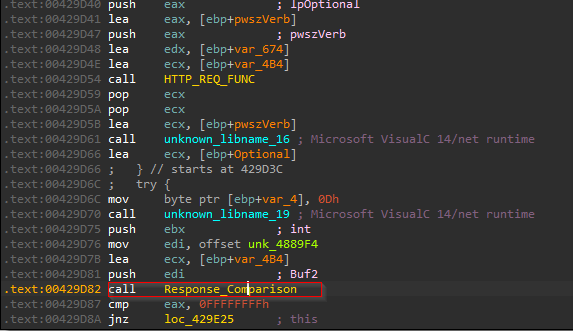 .text:00429D40 push eax ; lpOptional
.text:00429D41 lea eax, [ebp+pwszVerb]
.text:00429D47 push eax ; pwszVerb
.text:00429D48 lea edx, [ebp+var_674]
.text:00429D4E lea ecx, [ebp+var_4B4]
.text:00429D54 call HTTP_REQ_FUNC
.text:00429D59 pop ecx
.text:00429D5A pop ecx
.text:00429D5B lea ecx, [ebp+pwszVerb]
.text:00429D61 call unknown_libname_16 ; Microsoft VisualC 14/net runtime
.text:00429D66 lea ecx, [ebp+Optional]
.text:00429D66 ; } // starts at 429D3C
.text:00429D6C ; try {
.text:00429D6C mov byte ptr [ebp+var_4], 0Dh
.text:00429D70 call unknown_libname_19 ; Microsoft VisualC 14/net runtime
.text:00429D75 push ebx ; int
.text:00429D76 mov edi, offset unk_4889F4
.text:00429D7B lea ecx, [ebp+var_4B4]
.text:00429D81 push edi ; Buf2
.text:00429D82 call Response_Comparison
.text:00429D87 cmp eax, 0FFFFFFFFh
.text:00429D8A jnz loc_429E25 ; this